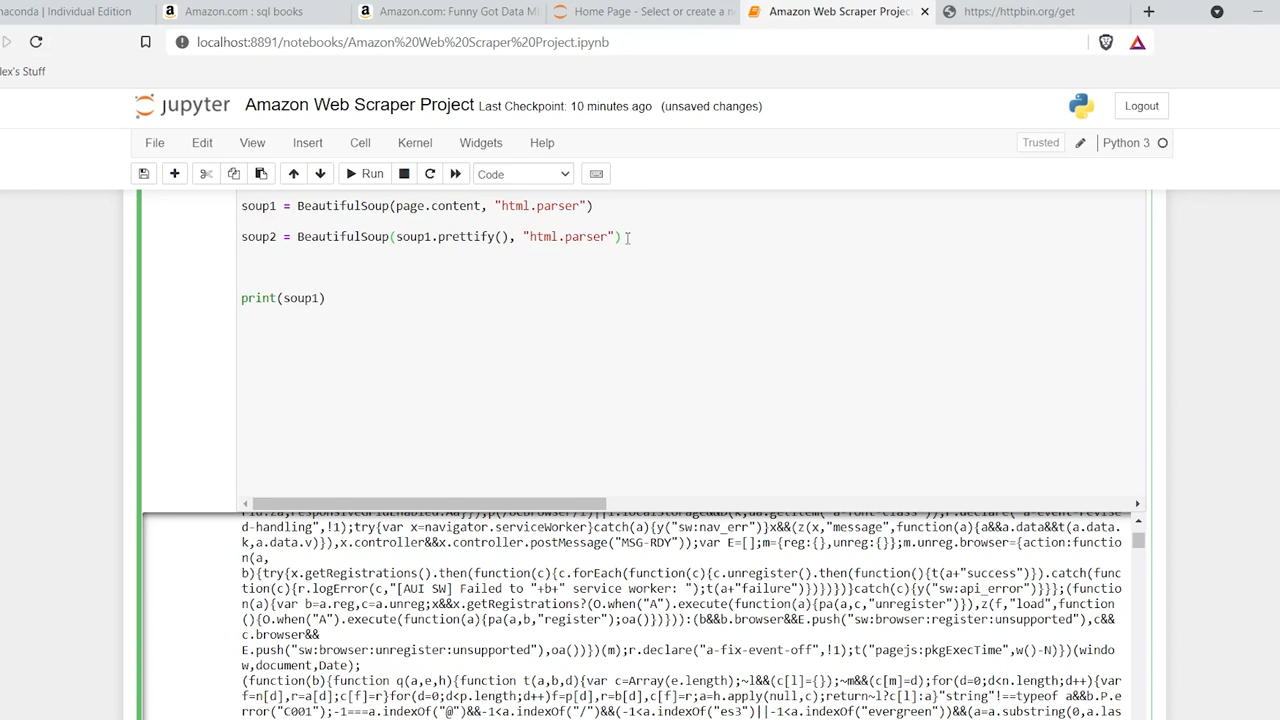 naconda | Individual Edition
Amazon.com : sql books
Amazon.com: Funny Got Data Mi
Home Page - Select or create a n
Amazon Web Scraper Project
https://httpbin.org/get
localhost:8891/notebooks/Amazon%20Web%20Scraper%20Project.ipynb
lex's Stuff
jupyter Amazon Web Scraper Project Last Checkpoint: 10 minutes ago (unsaved changes)
Logout
File Edit View Insert Cell Kernel Widgets Help
Trusted Python 3
Run Code
soup1 = BeautifulSoup(page.content, "html.parser")
soup2 = BeautifulSoup(soup1.prettify(), "html.parser")
print(soup1)
d-handling",!1);try{var x=navigator.serviceWorker}catch(a){y("sw:nav_err")}x&&(z(x,"message",function(a){a&&a.data&&t(a.data.
k,a.data.v)}),x.controller&&x.controller.postMessage("MSG-RDY"));var E=[];m={reg:{},unreg:{}};m.unreg.browser={action:functio
n(a,
b){try{x.getRegistrations().then(function(c){c.forEach(function(c){c.unregister().then(function(){t(a+"success")}).catch(func
tion(c){r.logError(c,"[AUI SW] Failed to "+b+" service worker: ");t(a+"failure")})})})}catch(c){y("sw:api_error")}}};(function
n(a){var b=a.reg,c=a.unreg;x&&x.getRegistrations?(O.when("A").execute(function(a){pa(a,c,"unregister")}),z(f,"load",function
(){O.when("A").execute(function(a){pa(a,b,"register");oa()})})):(b&&b.browser&&E.push("sw:browser:register:unsupported"),c&&
c.browser&&
E.push("sw:browser:unregister:unsupported"),oa())})(m);r.declare("a-fix-event-off",!1);t("pagejs:pkgExecTime",w()-N)})(windo
w,document,Date);
(function(b){function q(a,e,h){function t(a,b,d){var c=Array(e.length);~l&&(c[l]={});~m&&(c[m]=d);for(d=0;d<n.length;d++){var
f=n[d],r=a[d];c[f]=r}for(d=0;d<p.length;d++)f=p[d],r=b[d],c[f]=r;a=h.apply(null,c);return~l?c[l]:a}"string"!==typeof a&&b.P.e
rror("C001");-1===a.indexOf("@")&&-1<a.indexOf("/")&&(-1<a.indexOf("es3")||-1<a.indexOf("evergreen"))&&(a=a.substring(0,a.las